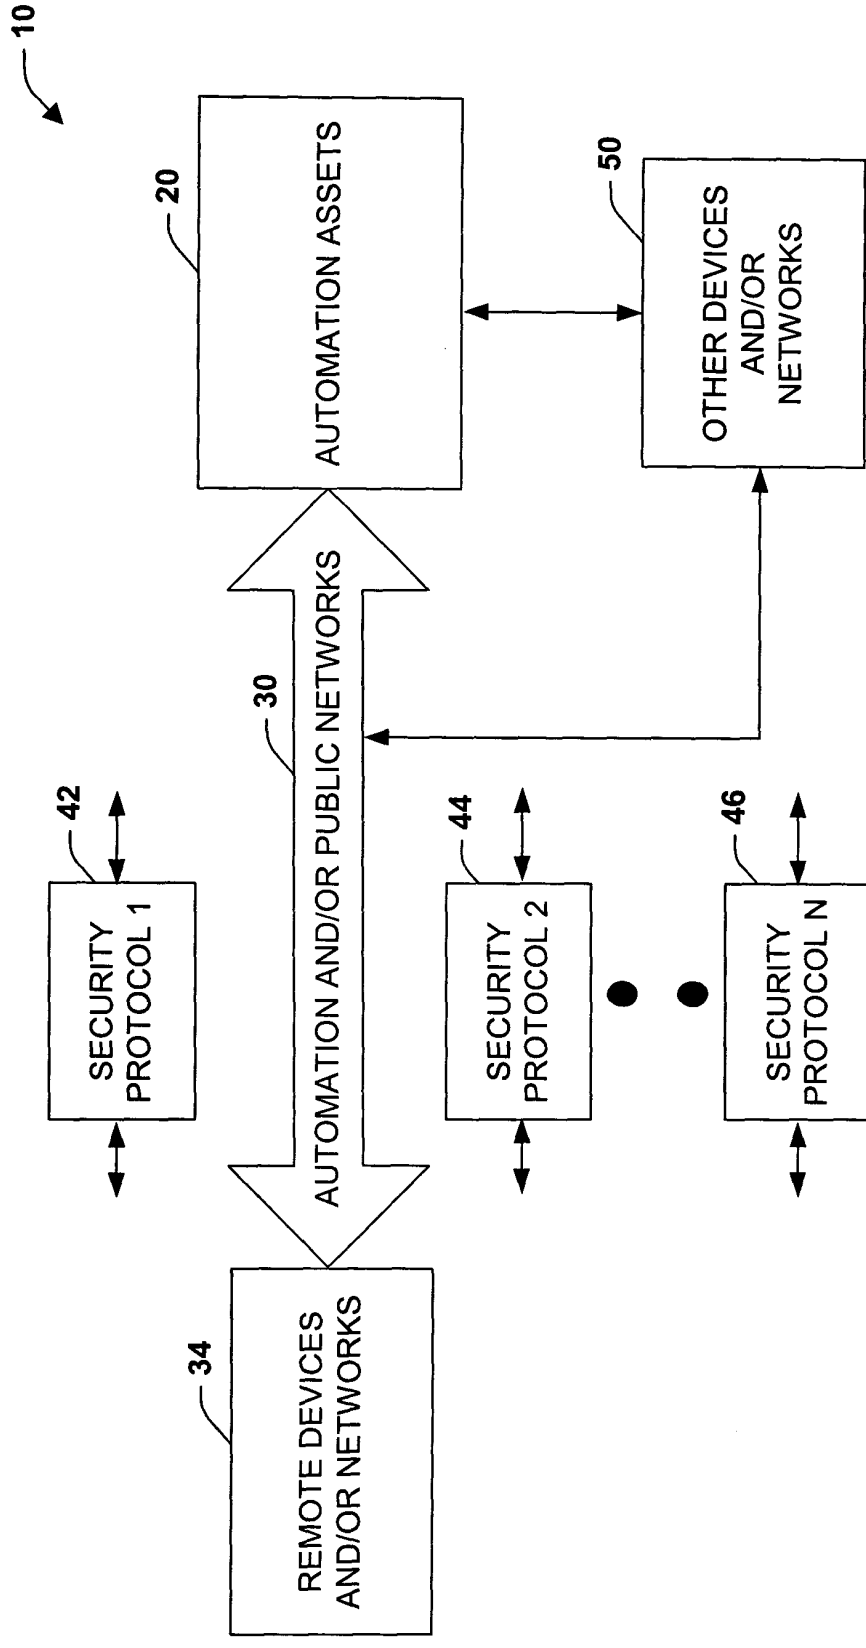 10
42
SECURITY
PROTOCOL 1
34
REMOTE DEVICES
AND/OR NETWORKS
30
AUTOMATION AND/OR PUBLIC NETWORKS
20
AUTOMATION ASSETS
44
SECURITY
PROTOCOL 2
46
SECURITY
PROTOCOL N
50
OTHER DEVICES
AND/OR
NETWORKS